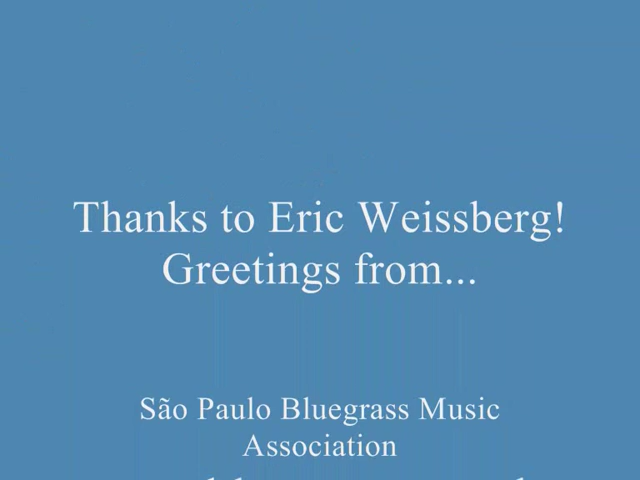 Thanks to Eric Weissberg!
Greetings from...
São Paulo Bluegrass Music
Association